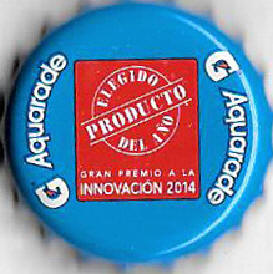 Aquarade
ELEGIDO
PRODUCTO
DEL AÑO
GRAN PREMIO A LA
INNOVACIÓN 2014
Aquarade